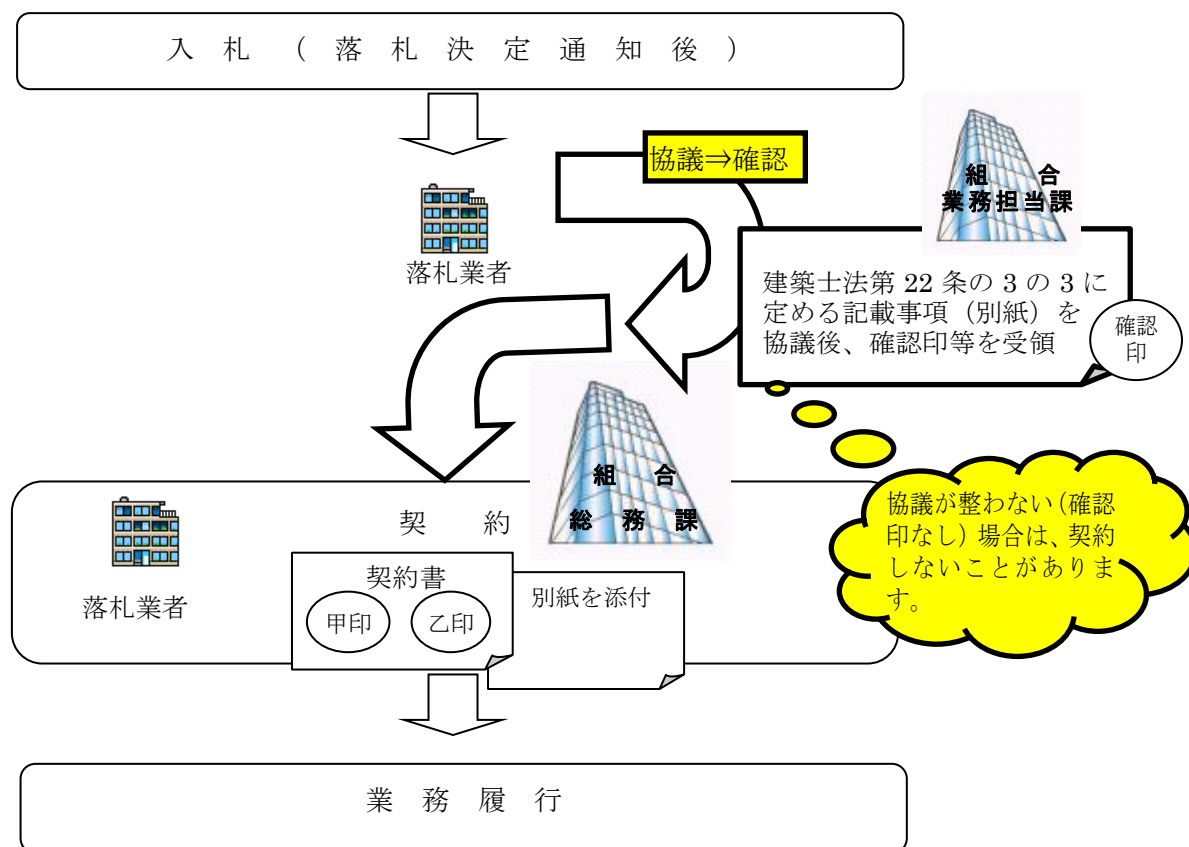 入 札 ( 落 札 決 定 通 知 後 )
協議⇒確認
組 合
業務担当課
落札業者
建築士法第 22 条の 3 の 3 に
定める記載事項（別紙）を
協議後、確認印等を受領
確認
印
組 合
総 務 課
契 約
落札業者
契約書
甲印
乙印
別紙を添付
協議が整わない（確認
印なし）場合は、契約
しないことがありま
す。
業 務 履 行